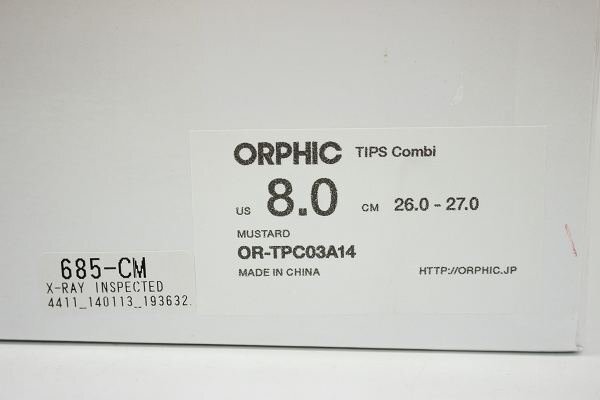 ORPHIC TIPS Combi
US 8.0 CM 26.0 - 27.0
MUSTARD
OR-TPC03A14
MADE IN CHINA HTTP://ORPHIC.JP
685-CM
X-RAY INSPECTED
4411_140113_193632